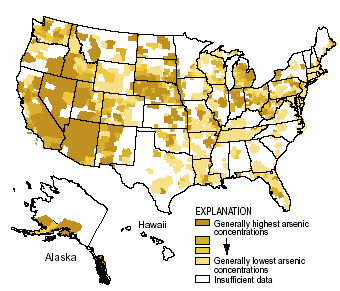 Hawaii
Alaska
EXPLANATION
Generally highest arsenic
concentrations
Generally lowest arsenic
concentrations
Insufficient data